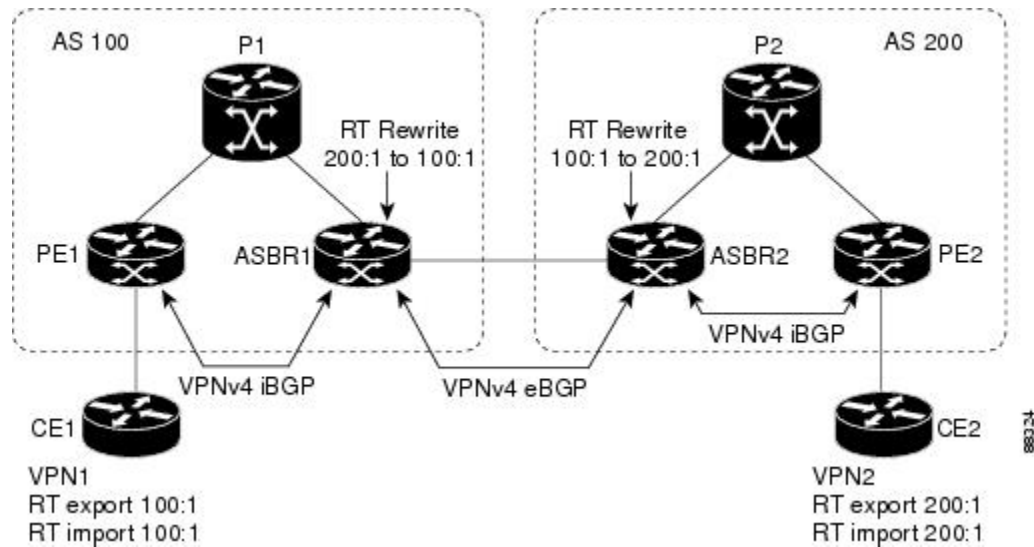 AS 100
P1
P2
AS 200
RT Rewrite
200:1 to 100:1
RT Rewrite
100:1 to 200:1
PE1
ASBR1
ASBR2
PE2
VPNv4 iBGP
VPNv4 eBGP
VPNv4 iBGP
CE1
CE2
VPN1
RT export 100:1
RT import 100:1
VPN2
RT export 200:1
RT import 200:1
88324